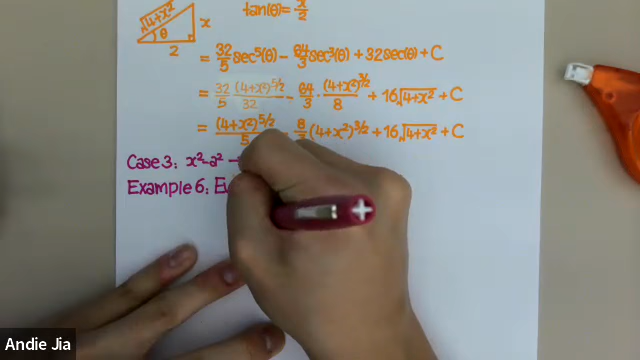 √4+x² x θ 2 tan(θ)= x/2
= 32/5 sec⁵(θ) - 64/3 sec³(θ) + 32sec(θ) + C
= 32/5 (4+x²)^5/2 / 32 - 64/3 · (4+x²)^3/2 / 8 + 16√4+x² + C
= (4+x²)^5/2 / 5 - 8/3 (4+x²)^3/2 + 16√4+x² + C
Case 3: x²-a²
Example 6:
Andie Jia